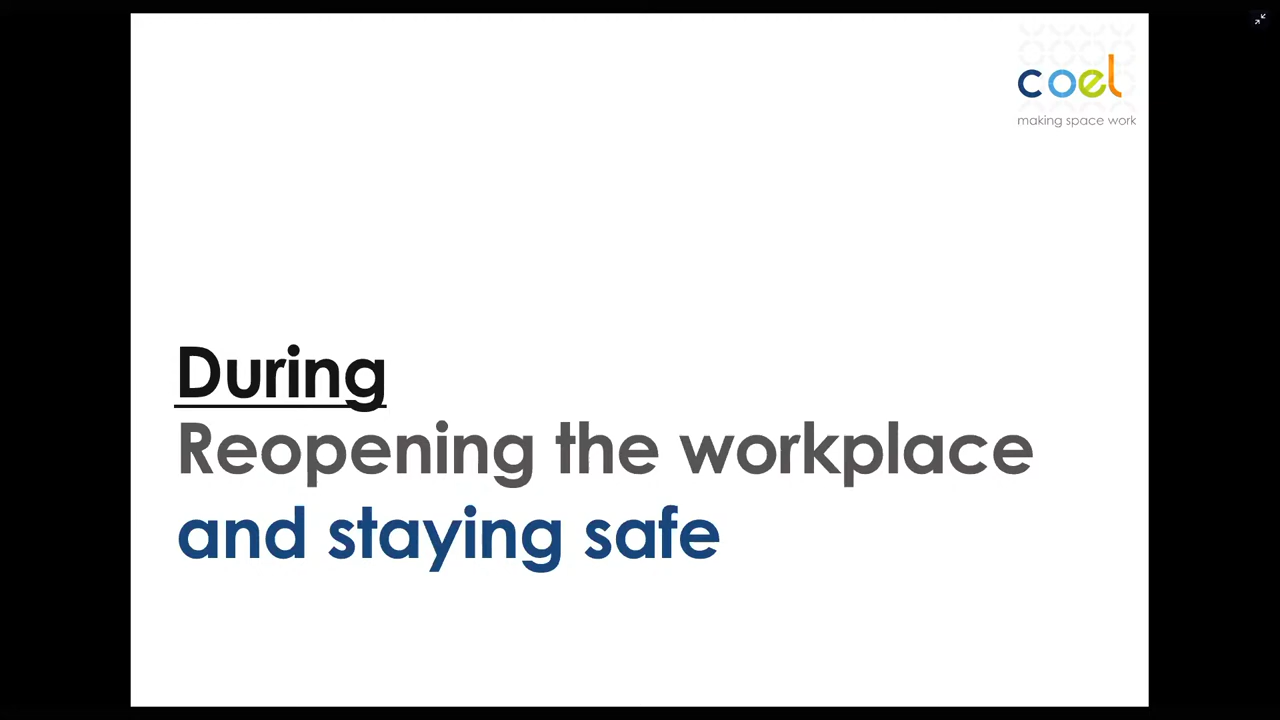 coel
making space work
During
Reopening the workplace
and staying safe